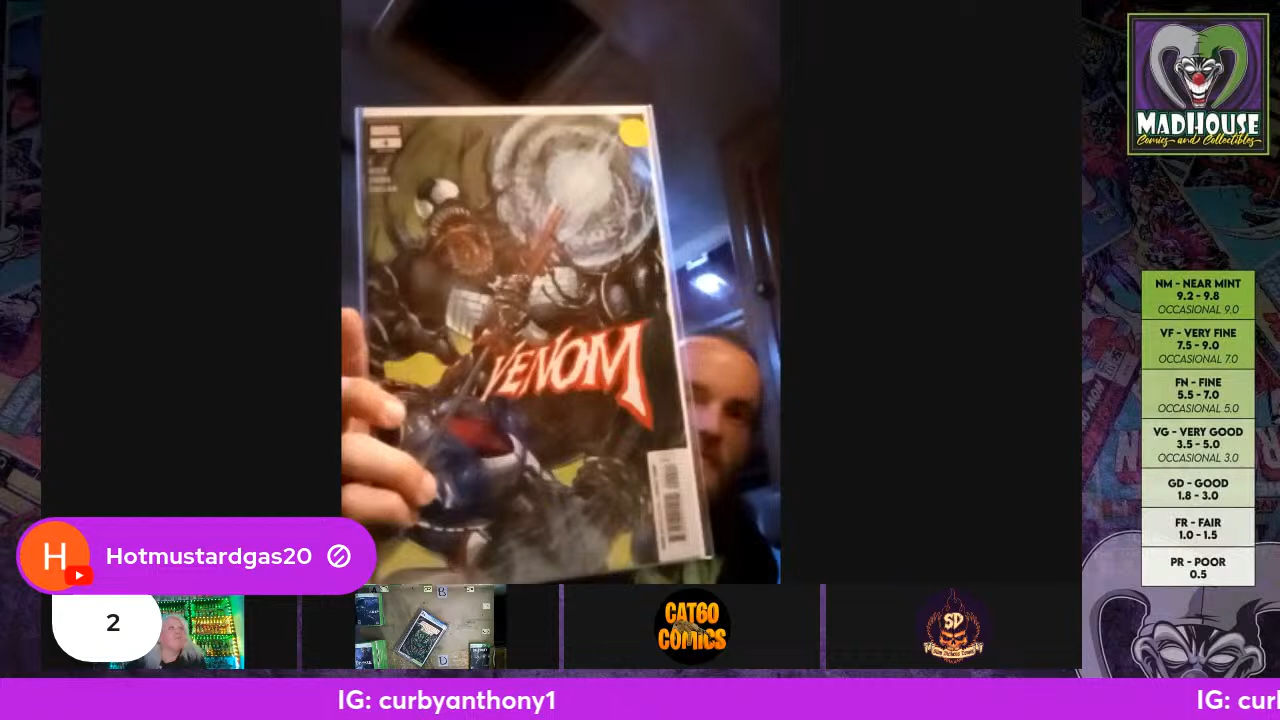 MARVEL
4
VENOM
MADHOUSE
Comics and Collectibles
NM - NEAR MINT
9.2 - 9.8
OCCASIONAL 9.0
VF - VERY FINE
7.5 - 9.0
OCCASIONAL 7.0
FN - FINE
5.5 - 7.0
OCCASIONAL 5.0
VG - VERY GOOD
3.5 - 5.0
OCCASIONAL 3.0
GD - GOOD
1.8 - 3.0
FR - FAIR
1.0 - 1.5
PR - POOR
0.5
H
Hotmustardgas20
2
B
D
CAT60
COMICS
SD
IG: curbyanthony1
IG: curl